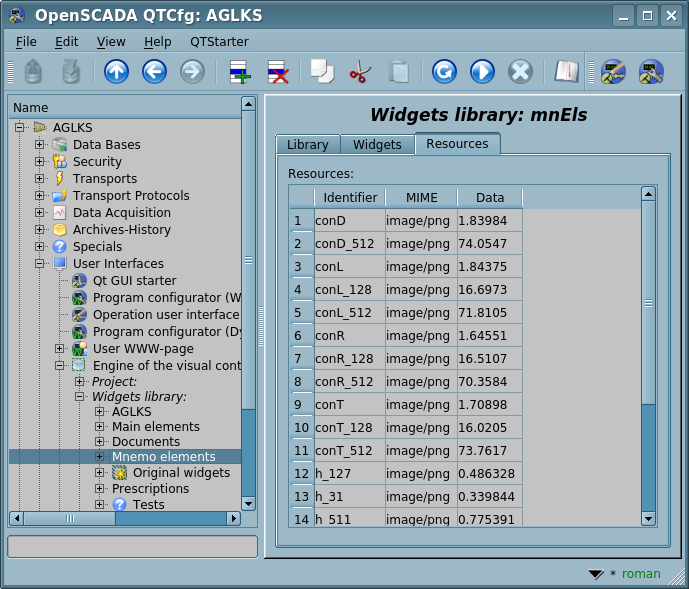 OpenSCADA QTCfg: AGLKS
File Edit View Help QTStarter
Name
AGLKS
Data Bases
Security
Transports
Transport Protocols
Data Acquisition
Archives-History
Specials
User Interfaces
Qt GUI starter
Program configurator (W
Operation user interface
Program configurator (Dy
User WWW-page
Engine of the visual cont
Project:
Widgets library:
AGLKS
Main elements
Documents
Mnemo elements
Original widgets
Prescriptions
Tests
Widgets library: mnEls
Library Widgets Resources
Resources:
Identifier MIME Data
1 conD image/png 1.83984
2 conD_512 image/png 74.0547
3 conL image/png 1.84375
4 conL_128 image/png 16.6973
5 conL_512 image/png 71.8105
6 conR image/png 1.64551
7 conR_128 image/png 16.5107
8 conR_512 image/png 70.3584
9 conT image/png 1.70898
10 conT_128 image/png 16.0205
11 conT_512 image/png 73.7617
12 h_127 image/png 0.486328
13 h_31 image/png 0.339844
14 h_511 image/png 0.775391
* roman